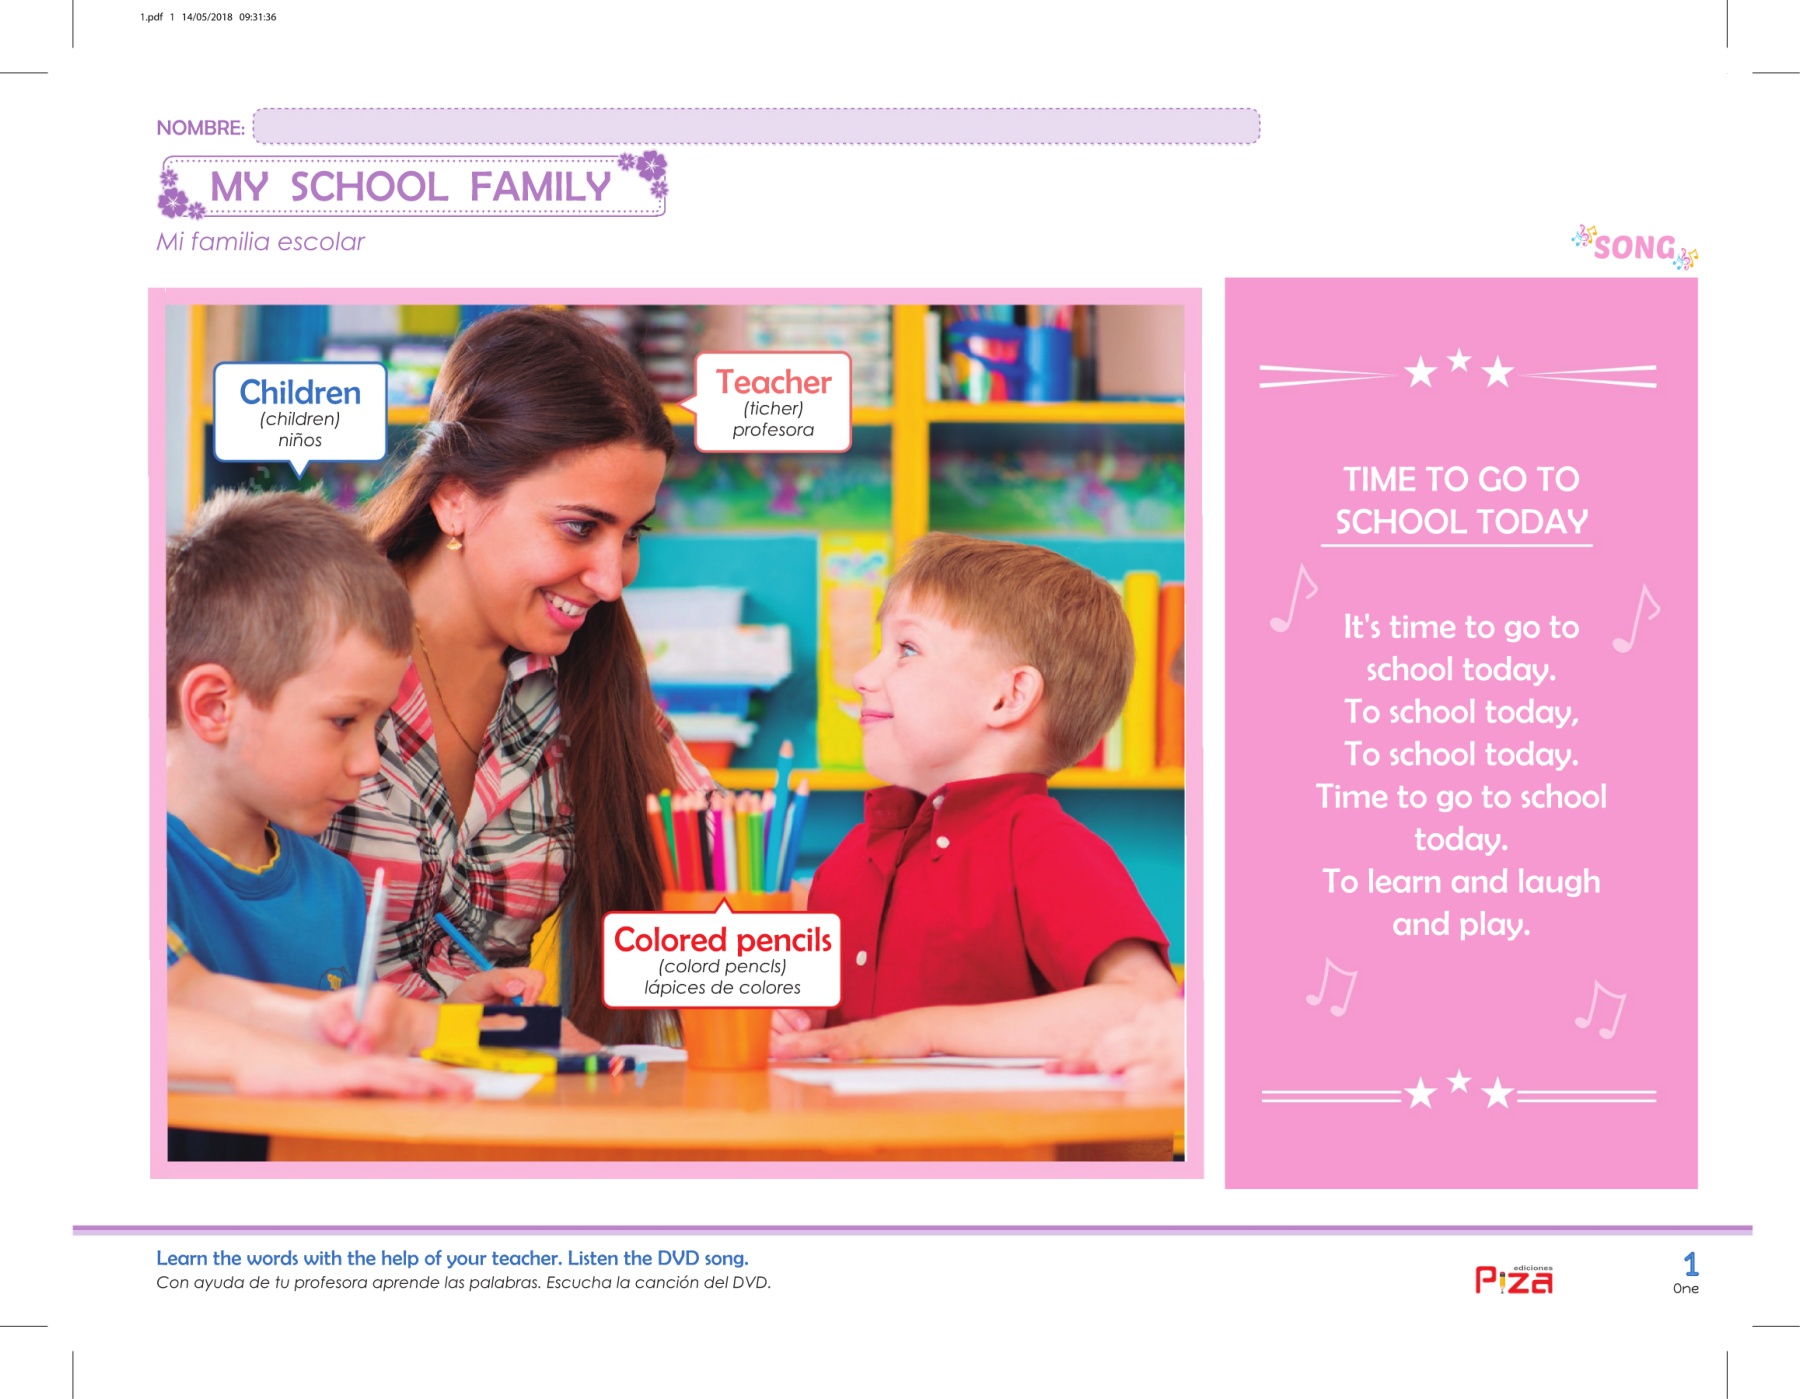 1.pdf 1 14/05/2018 09:31:36
NOMBRE:
MY SCHOOL FAMILY
Mi familia escolar
SONG
Children
(children)
niños
Teacher
(ticher)
profesora
Colored pencils
(colord pencls)
lápices de colores
TIME TO GO TO
SCHOOL TODAY
It's time to go to
school today.
To school today,
To school today.
Time to go to school
today.
To learn and laugh
and play.
Learn the words with the help of your teacher. Listen the DVD song.
Con ayuda de tu profesora aprende las palabras. Escucha la canción del DVD.
ediciones
Piza
1
One